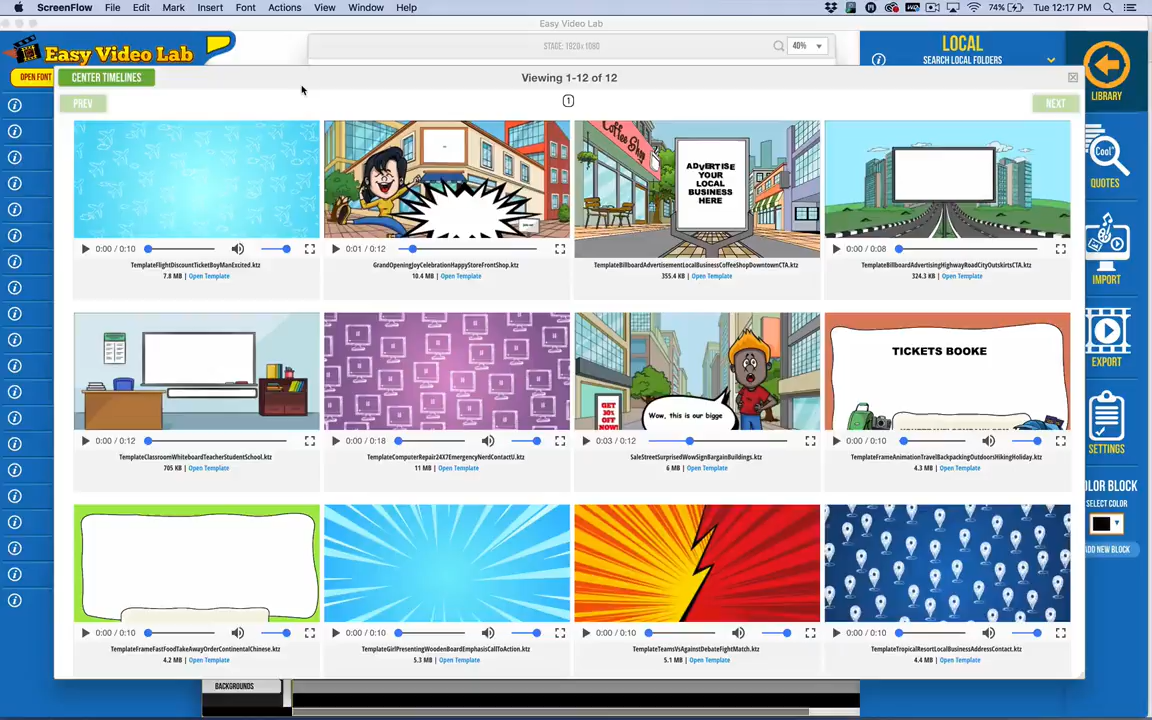 ScreenFlow File Edit Mark Insert Font Actions View Window Help 74% Tue 12:17 PM
Easy Video Lab
Easy Video Lab
OPEN FONT
STAGE: 1920x1080
40%
LOCAL
SEARCH LOCAL FOLDERS
LIBRARY
CENTER TIMELINES
Viewing 1-12 of 12
PREV
1
NEXT
Coffee Shop
ADVERTISE
YOUR
LOCAL
BUSINESS
HERE
0:00 / 0:10
0:01 / 0:12
0:00 / 0:08
TemplateFlightDiscountTicketBoyManExcited.ktz
7.8 MB | Open Template
GrandOpeningJoyCelebrationHappyStoreFrontShop.ktz
10.4 MB | Open Template
TemplateBillboardAdvertisementLocalBusinessCoffeeShopDowntownCTA.ktz
355.4 KB | Open Template
TemplateBillboardAdvertisingHighwayRoadCityOutskirtsCTA.ktz
324.3 KB | Open Template
Cool
QUOTES
IMPORT
GET
30%
OFF
NOW!
Wow, this is our bigge
TICKETS BOOKE
0:00 / 0:12
0:00 / 0:18
0:03 / 0:12
0:00 / 0:10
TemplateClassroomWhiteboardTeacherStudentSchool.ktz
705 KB | Open Template
TemplateComputerRepair24X7EmergencyNerdContactU.ktz
11 MB | Open Template
SaleStreetSurprisedWowSignBargainBuildings.ktz
6 MB | Open Template
TemplateFrameAnimationTravelBackpackingOutdoorsHikingHoliday.ktz
4.3 MB | Open Template
EXPORT
SETTINGS
OLOR BLOCK
SELECT COLOR
ADD NEW BLOCK
0:00 / 0:10
0:00 / 0:10
0:00 / 0:10
0:00 / 0:10
TemplateFrameFastFoodTakeAwayOrderContinentalChinese.ktz
4.2 MB | Open Template
TemplateGirlPresentingWoodenBoardEmphasisCallToAction.ktz
5.3 MB | Open Template
TemplateTeamsVsAgainstDebateFightMatch.ktz
5.1 MB | Open Template
TemplateTropicalResortLocalBusinessAddressContact.ktz
4.4 MB | Open Template
BACKGROUNDS